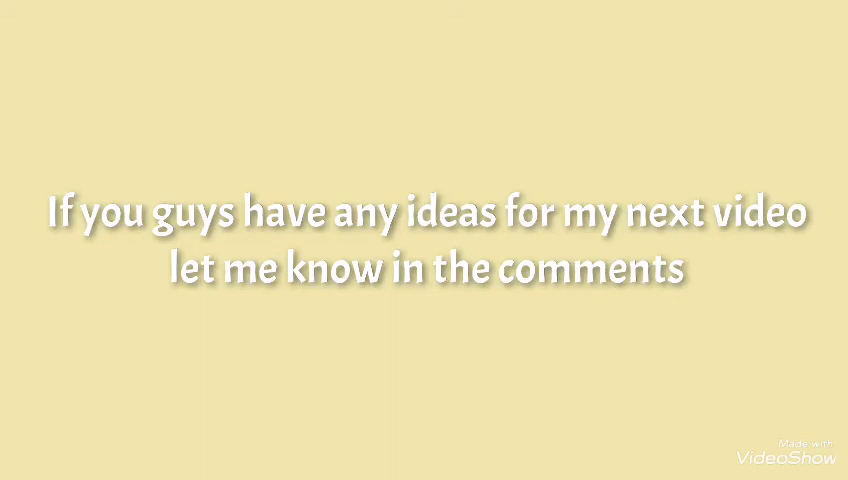 If you guys have any ideas for my next video
let me know in the comments
Made with
VideoShow